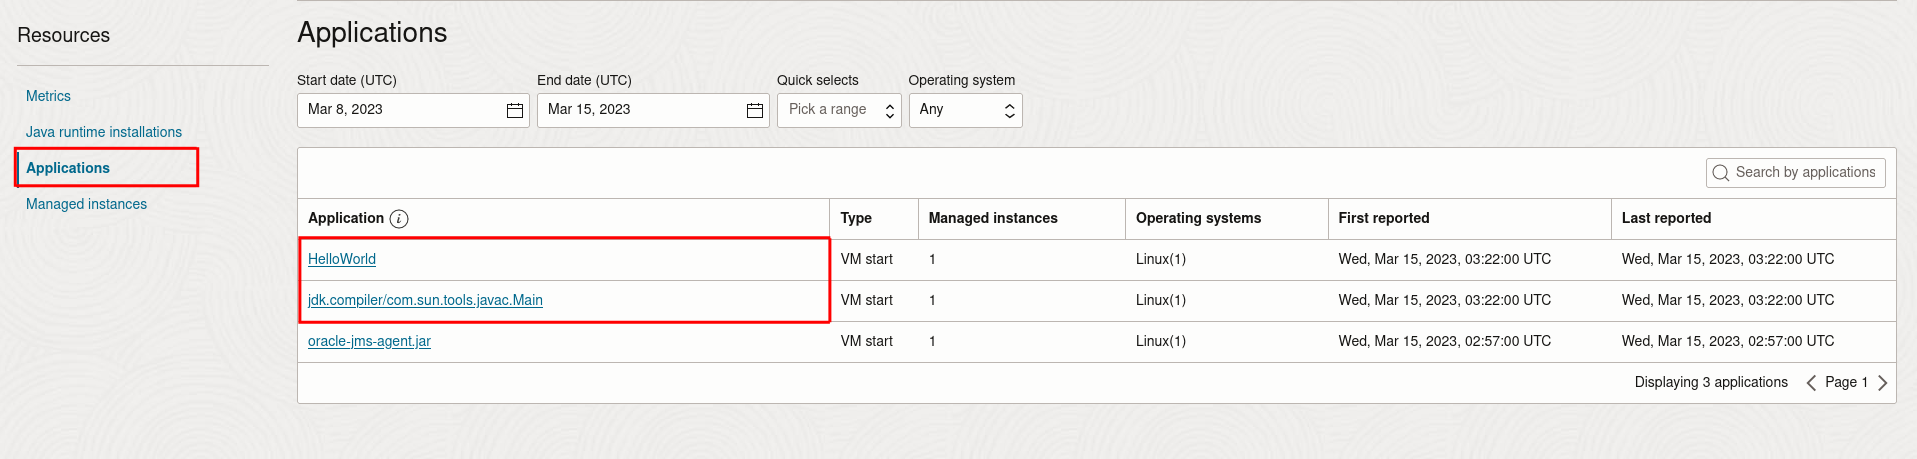 Resources
Metrics
Java runtime installations
Applications
Managed instances
Applications
Start date (UTC) End date (UTC) Quick selects Operating system
Mar 8, 2023 Mar 15, 2023 Pick a range Any
Search by applications
Application i Type Managed instances Operating systems First reported Last reported
HelloWorld VM start 1 Linux(1) Wed, Mar 15, 2023, 03:22:00 UTC Wed, Mar 15, 2023, 03:22:00 UTC
jdk.compiler/com.sun.tools.javac.Main VM start 1 Linux(1) Wed, Mar 15, 2023, 03:22:00 UTC Wed, Mar 15, 2023, 03:22:00 UTC
oracle-jms-agent.jar VM start 1 Linux(1) Wed, Mar 15, 2023, 02:57:00 UTC Wed, Mar 15, 2023, 02:57:00 UTC
Displaying 3 applications Page 1